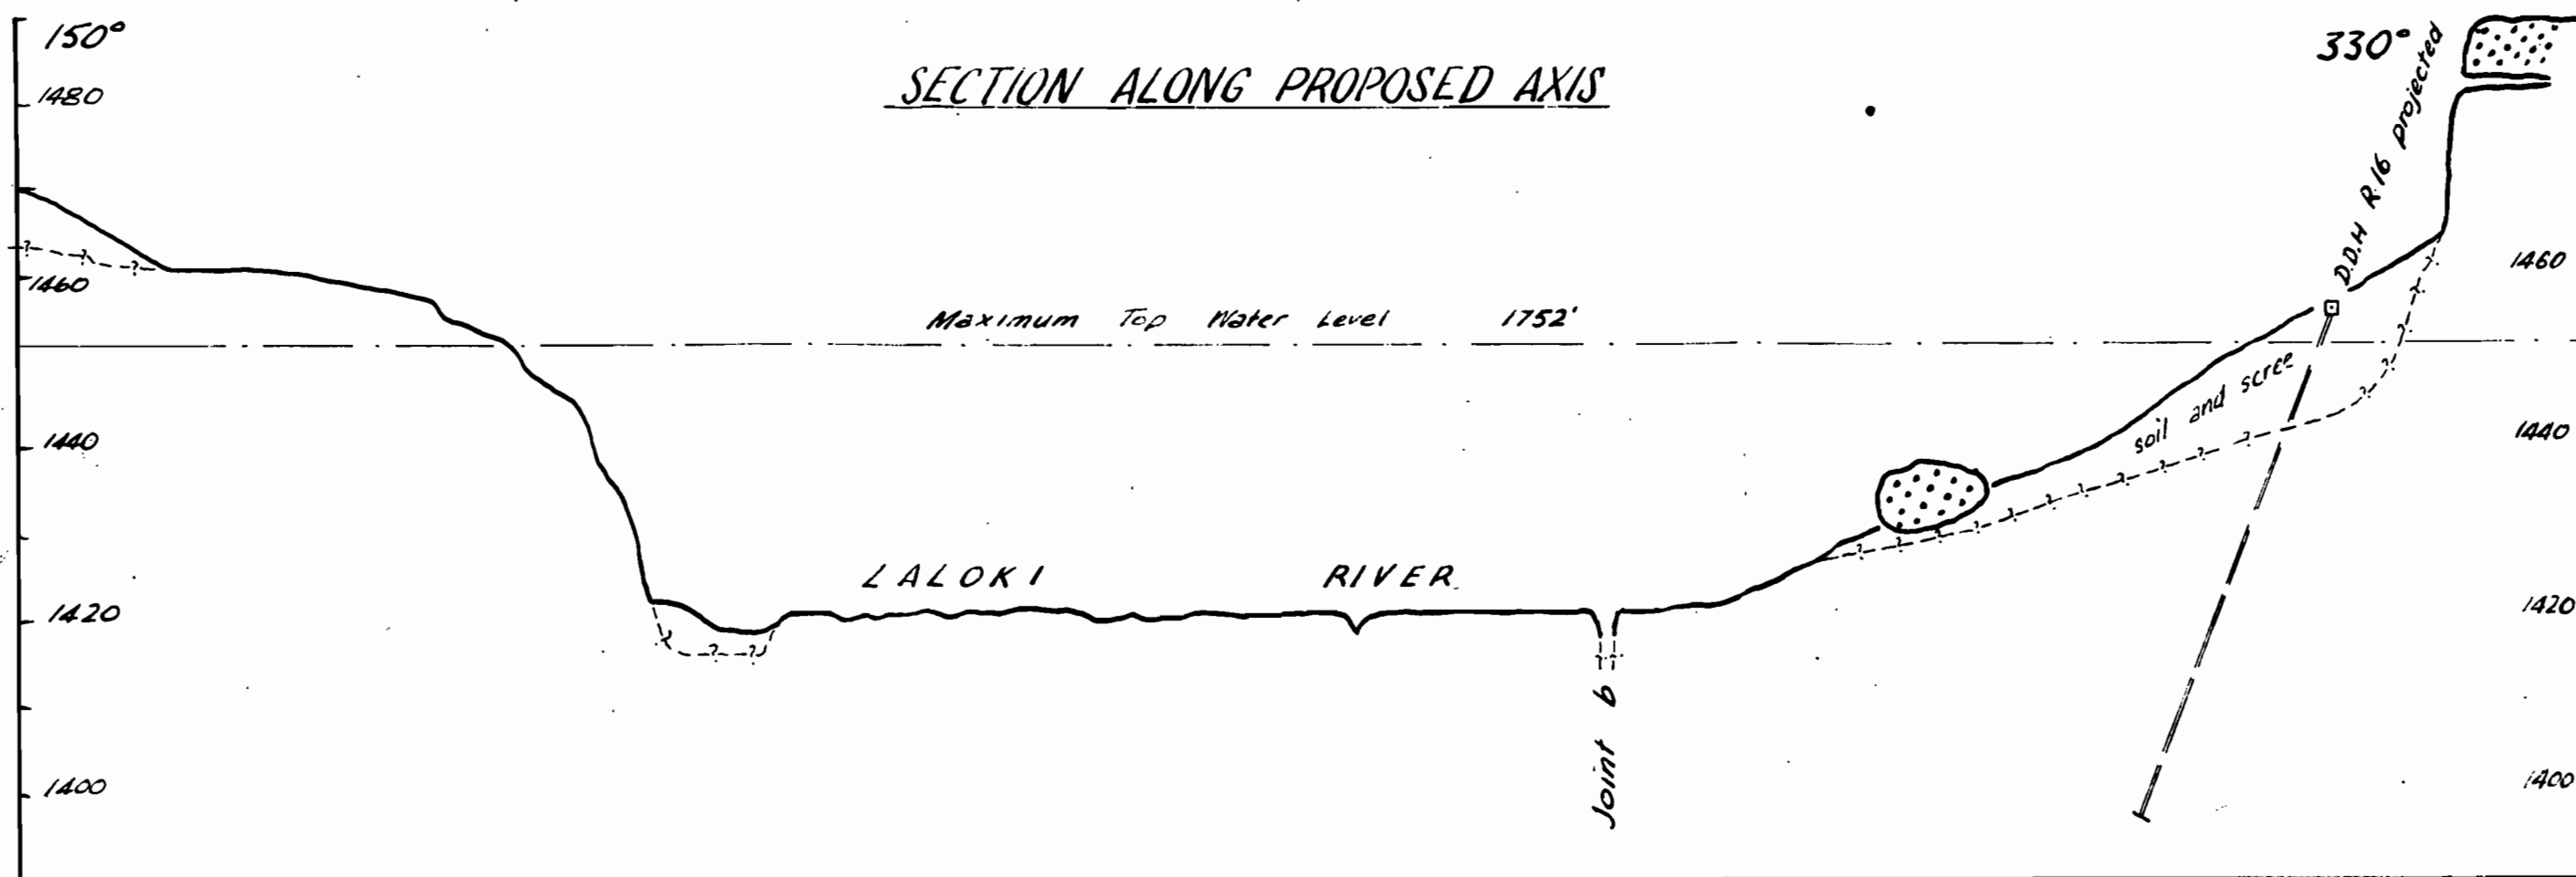 150°
330°
SECTION ALONG PROPOSED AXIS
1480
D.D.H R.16 projected
1460
1460
Maximum Top Water Level 1752'
soil and scree
1440
1440
LALOKI RIVER
1420
1420
Joint b
1400
1400